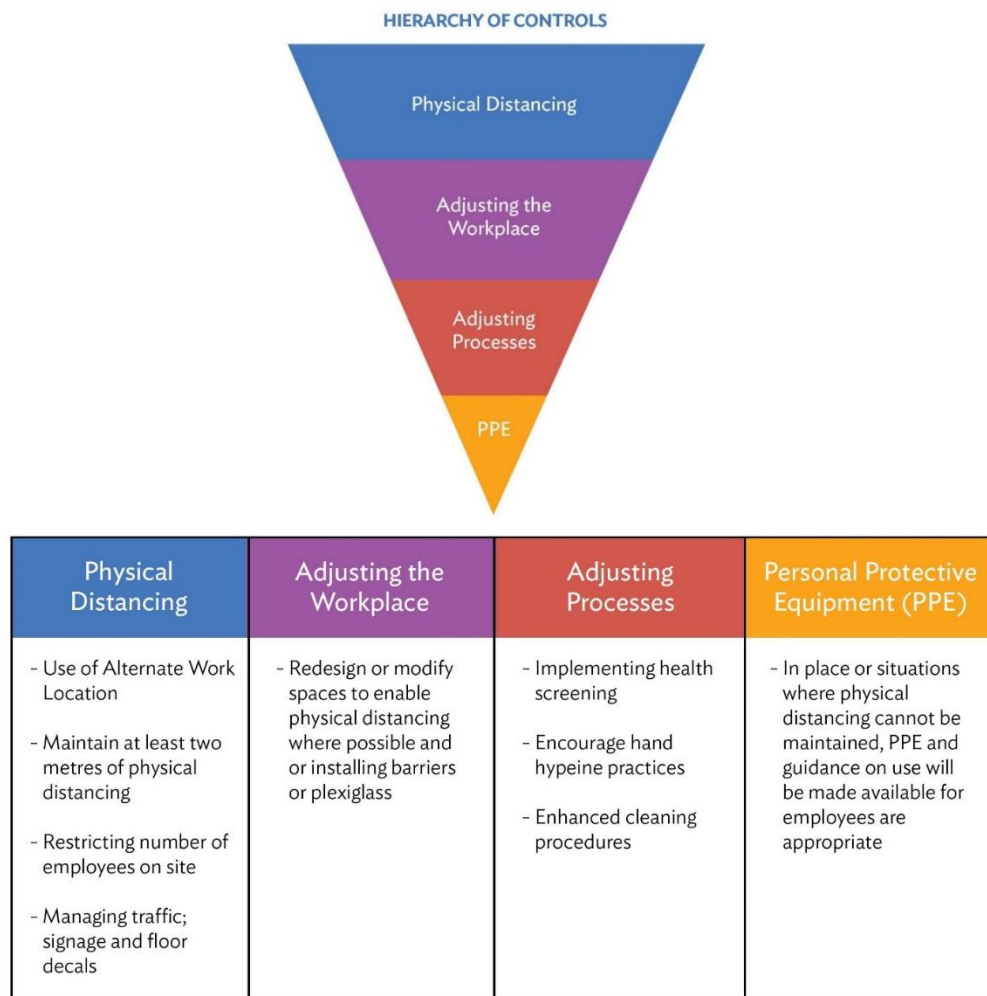 HIERARCHY OF CONTROLS
Physical Distancing
Adjusting the
Workplace
Adjusting
Processes
PPE
Physical
Distancing
- Use of Alternate Work
Location
- Maintain at least two
metres of physical
distancing
- Restricting number of
employees on site
- Managing traffic;
signage and floor
decals
Adjusting the
Workplace
- Redesign or modify
spaces to enable
physical distancing
where possible and
or installing barriers
or plexiglass
Adjusting
Processes
- Implementing health
screening
- Encourage hand
hypeine practices
- Enhanced cleaning
procedures
Personal Protective
Equipment (PPE)
- In place or situations
where physical
distancing cannot be
maintained, PPE and
guidance on use will
be made available for
employees are
appropriate